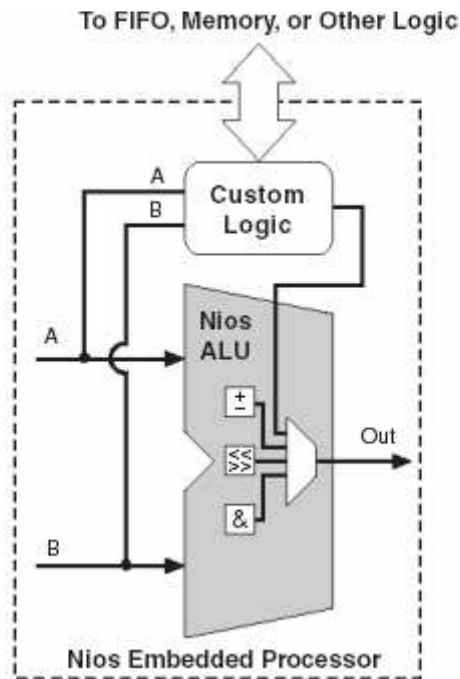 To FIFO, Memory, or Other Logic
A
B
Custom
Logic
Nios
ALU
A
±
<<
>>
Out
&
B
Nios Embedded Processor